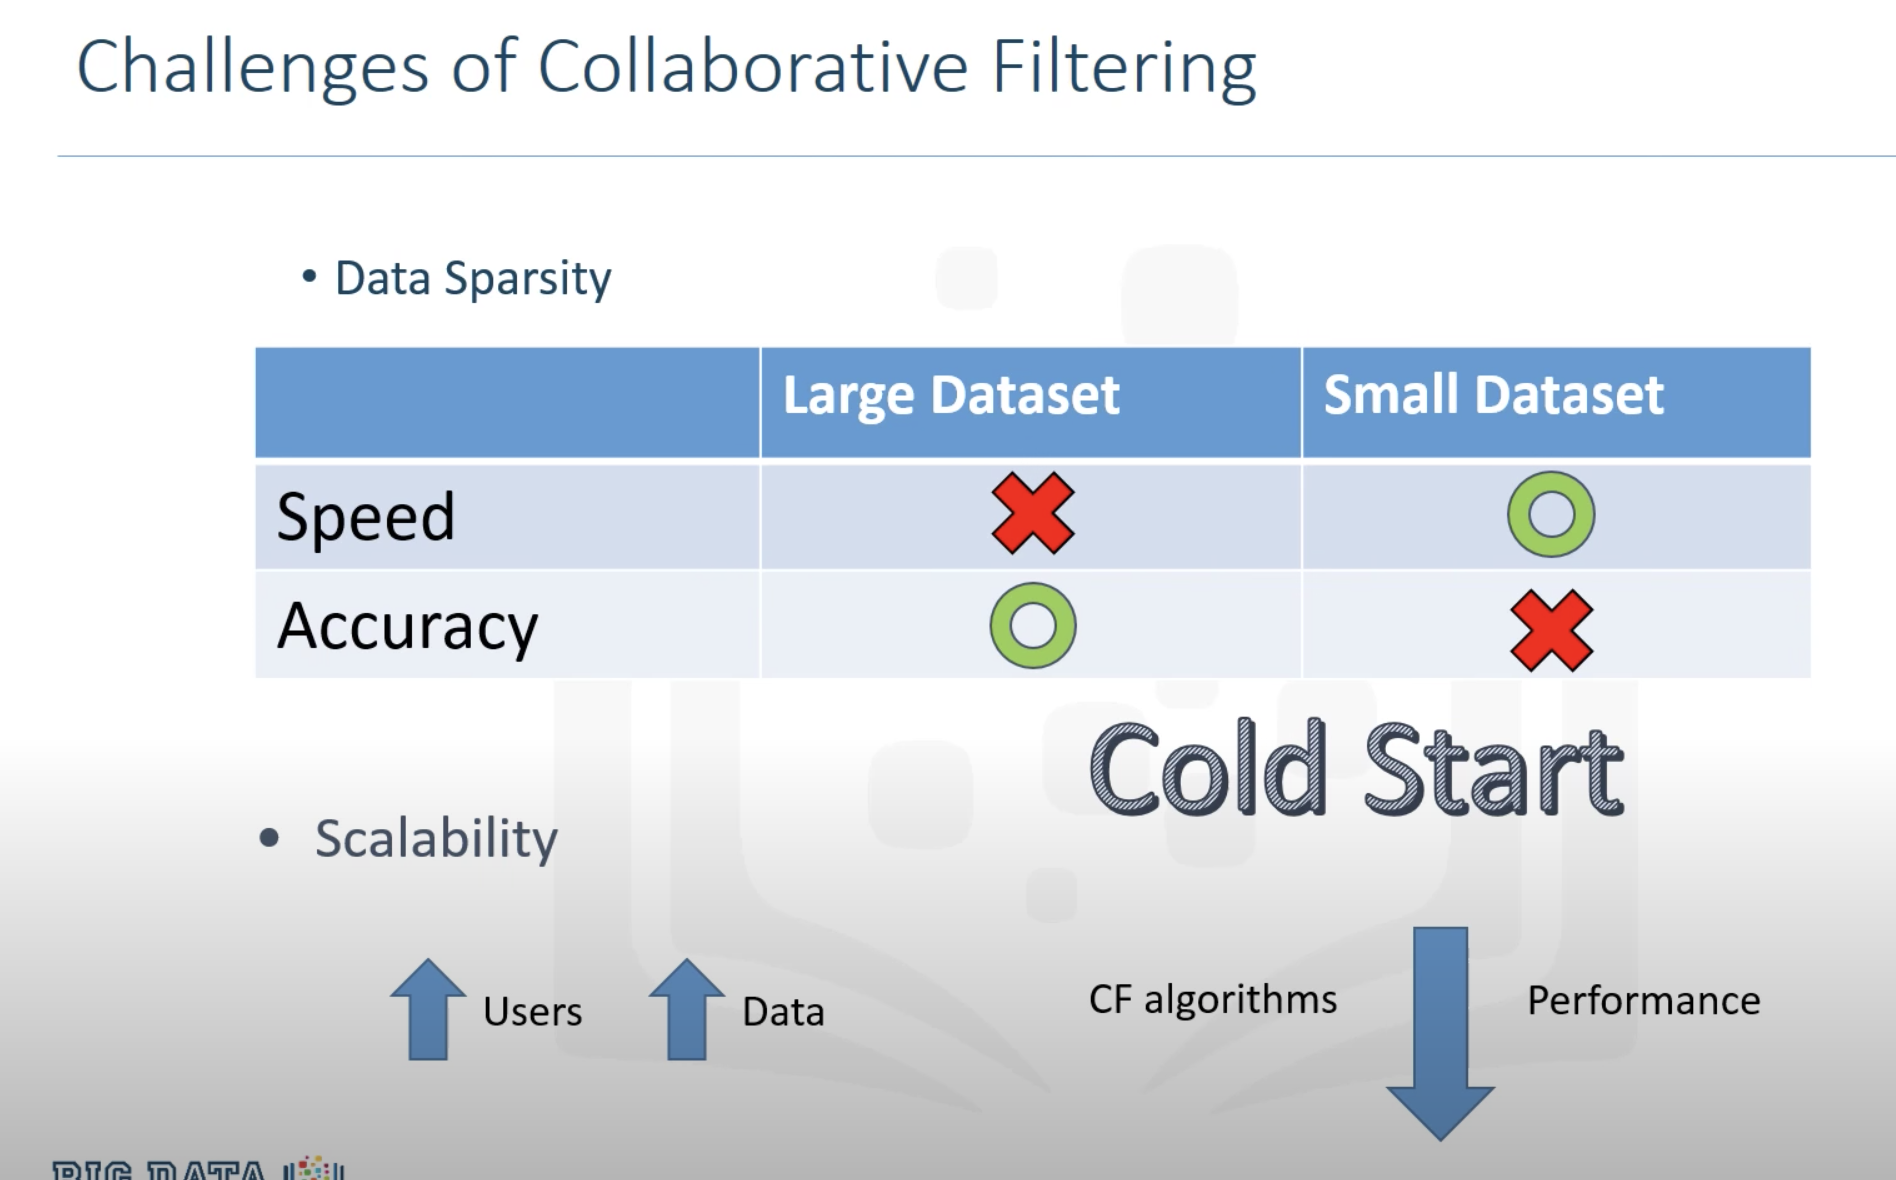 Challenges of Collaborative Filtering
• Data Sparsity
Large Dataset Small Dataset
Speed
Accuracy
Cold Start
• Scalability
Users Data CF algorithms Performance
BIG DATA